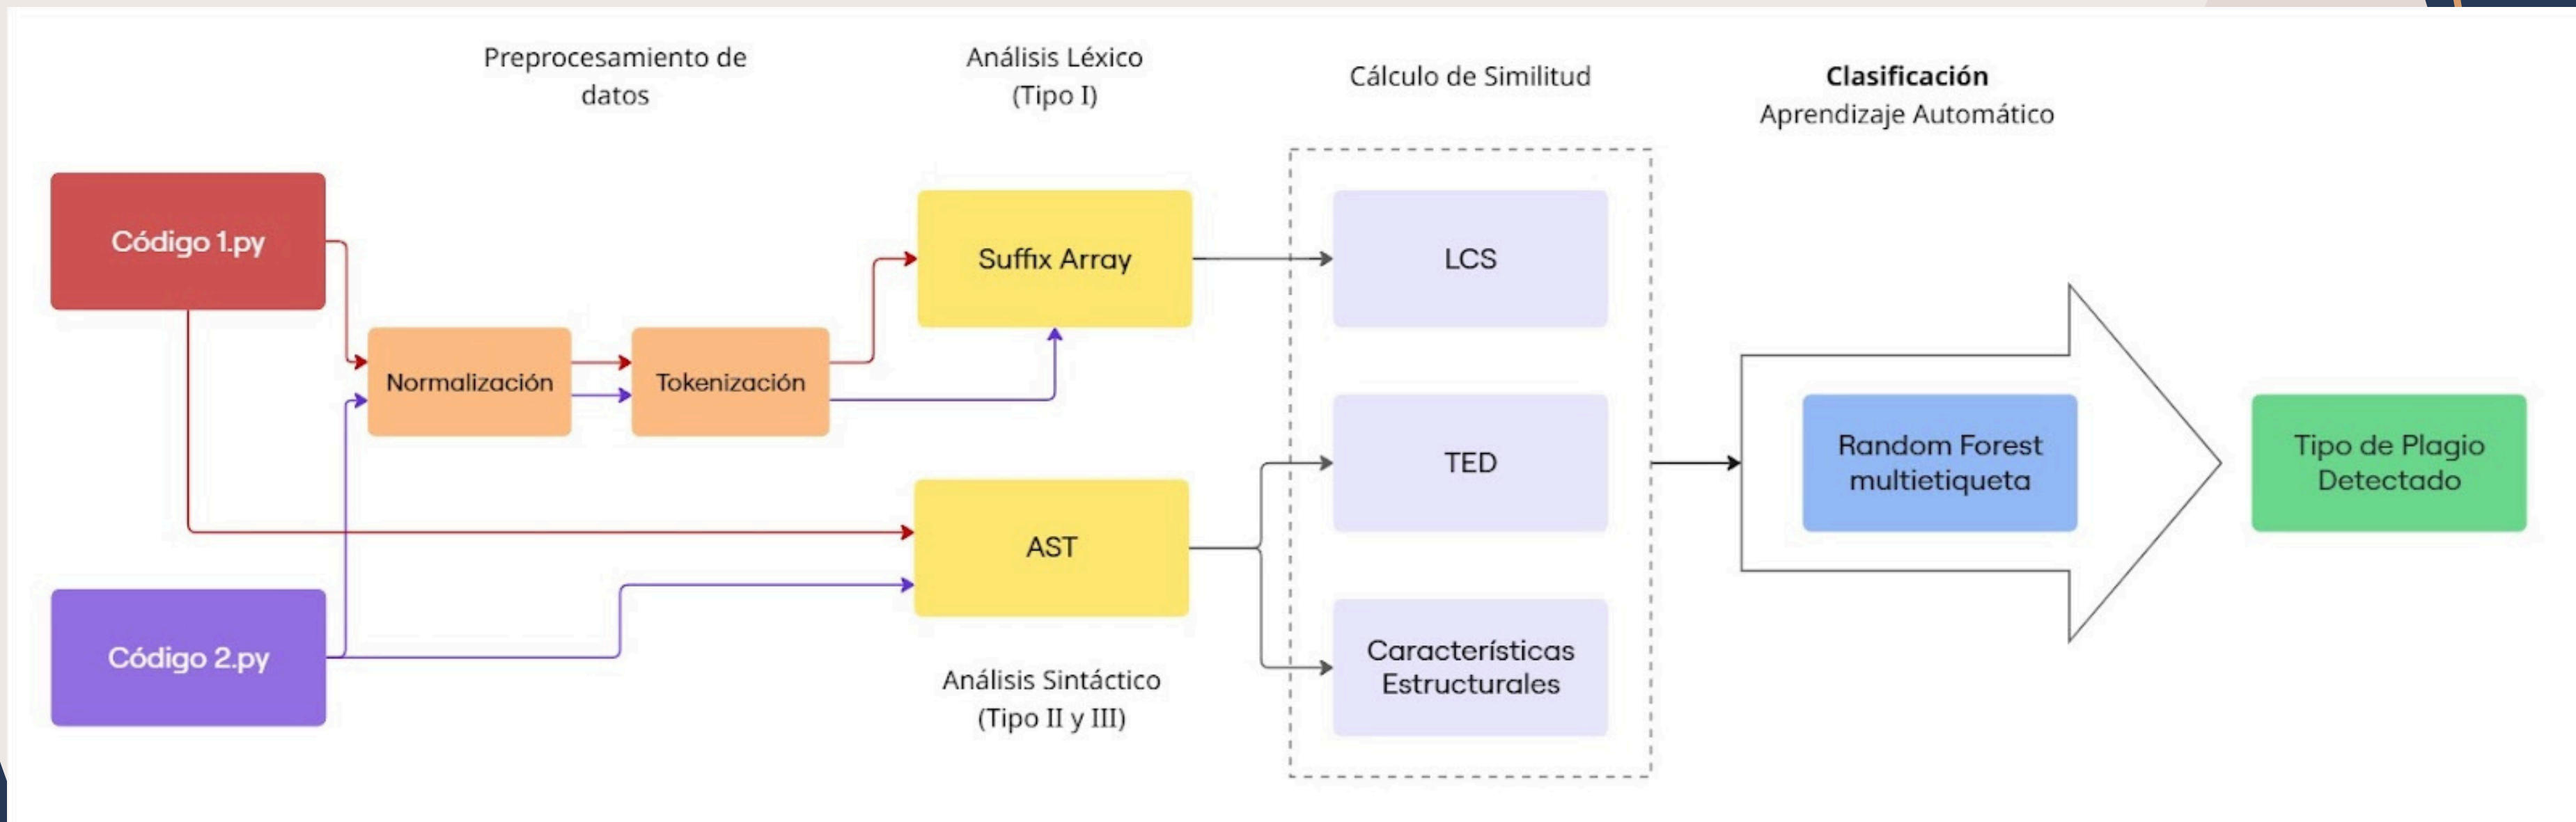 Preprocesamiento de
datos
Análisis Léxico
(Tipo I)
Cálculo de Similitud
Clasificación
Aprendizaje Automático
Código 1.py
Suffix Array
LCS
Normalización
Tokenización
Random Forest
multietiqueta
TED
Tipo de Plagio
Detectado
AST
Código 2.py
Análisis Sintáctico
(Tipo II y III)
Características
Estructurales